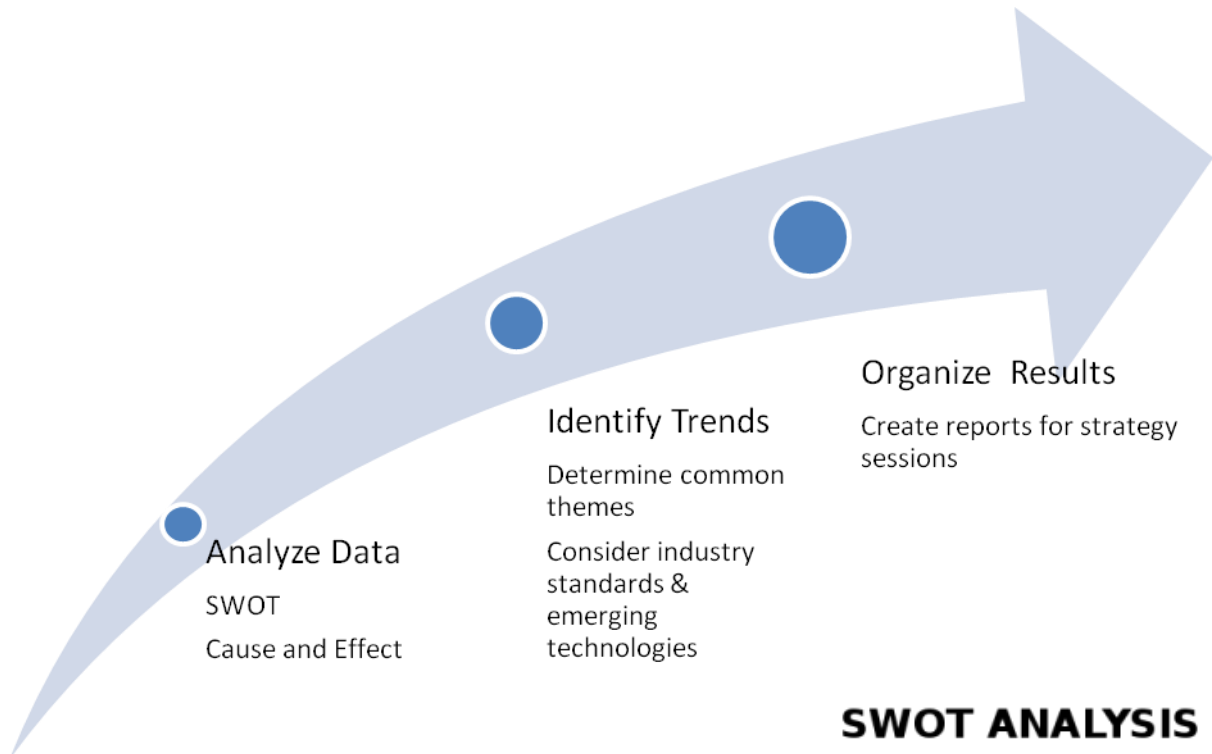 Analyze Data
SWOT
Cause and Effect
Identify Trends
Determine common
themes
Consider industry
standards &
emerging
technologies
Organize Results
Create reports for strategy
sessions
SWOT ANALYSIS